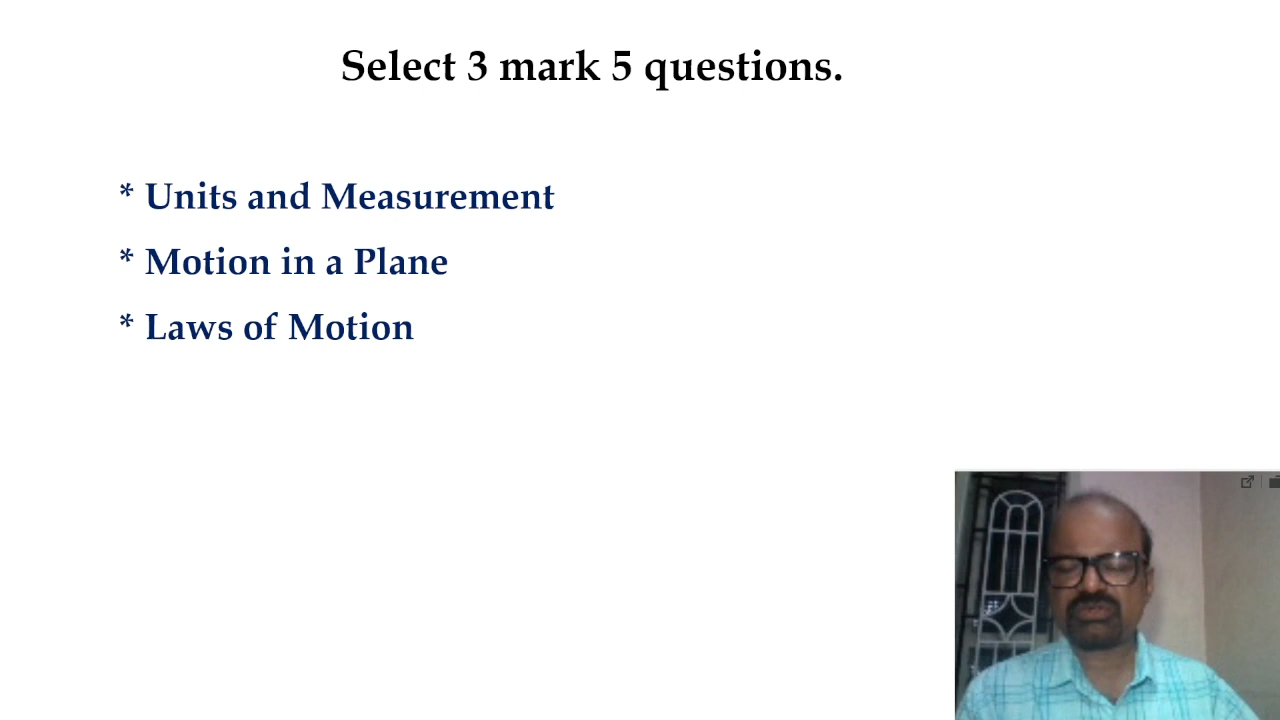 Select 3 mark 5 questions.
* Units and Measurement
* Motion in a Plane
* Laws of Motion